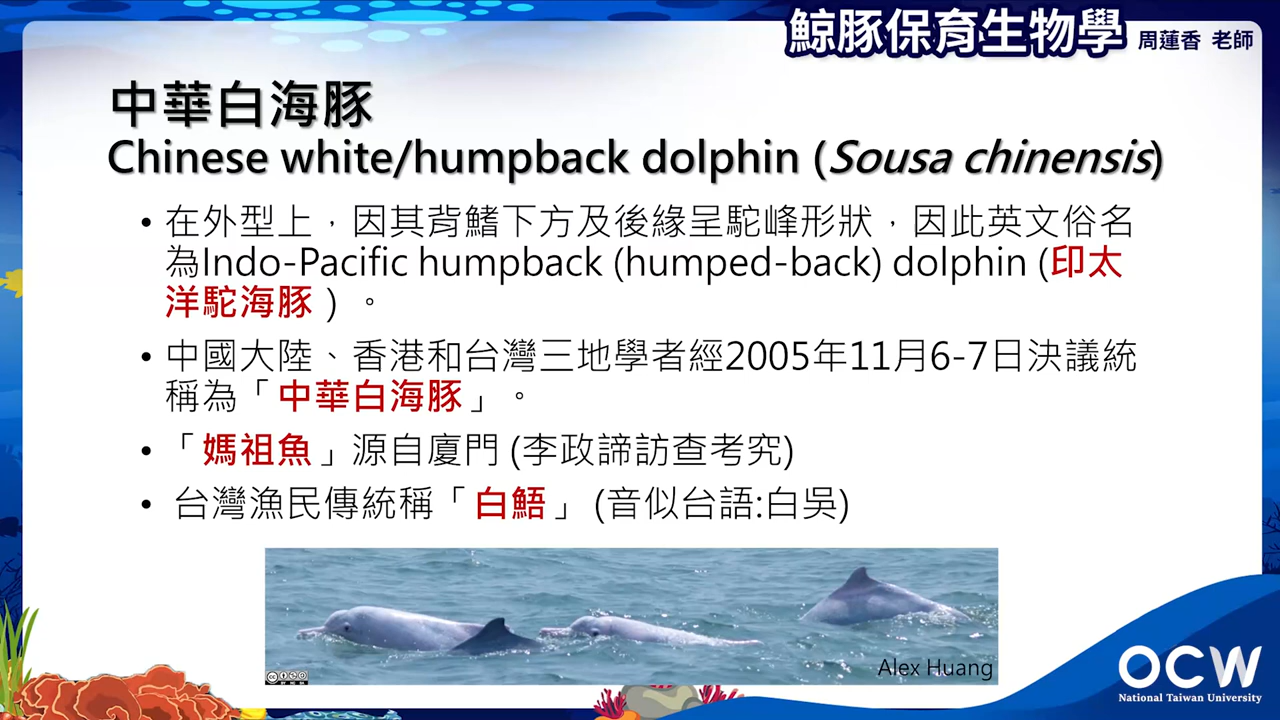 鯨豚保育生物學 周蓮香 老師
中華白海豚
Chinese white/humpback dolphin (Sousa chinensis)
• 在外型上，因其背鰭下方及後緣呈駝峰形狀，因此英文俗名
為Indo-Pacific humpback (humped-back) dolphin (印太
洋駝海豚）。
• 中國大陸、香港和台灣三地學者經2005年11月6-7日決議統
稱為「中華白海豚」。
• 「媽祖魚」源自廈門 (李政諦訪查考究)
• 台灣漁民傳統稱「白鯃」 (音似台語:白吳)
Alex Huang
OCW
National Taiwan University